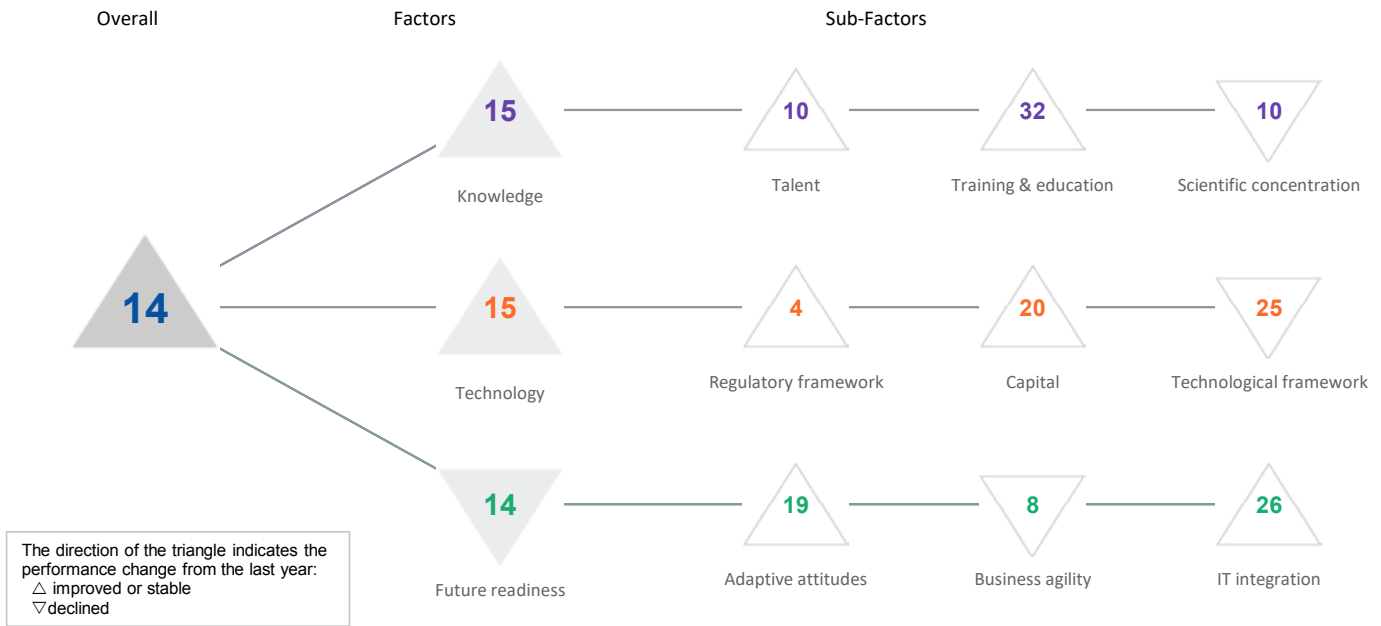 Overall Factors Sub-Factors
15 10 32 10
Knowledge Talent Training & education Scientific concentration
14 15 4 20 25
Technology Regulatory framework Capital Technological framework
14 19 8 26
Future readiness Adaptive attitudes Business agility IT integration
The direction of the triangle indicates the
performance change from the last year:
△ improved or stable
▽declined